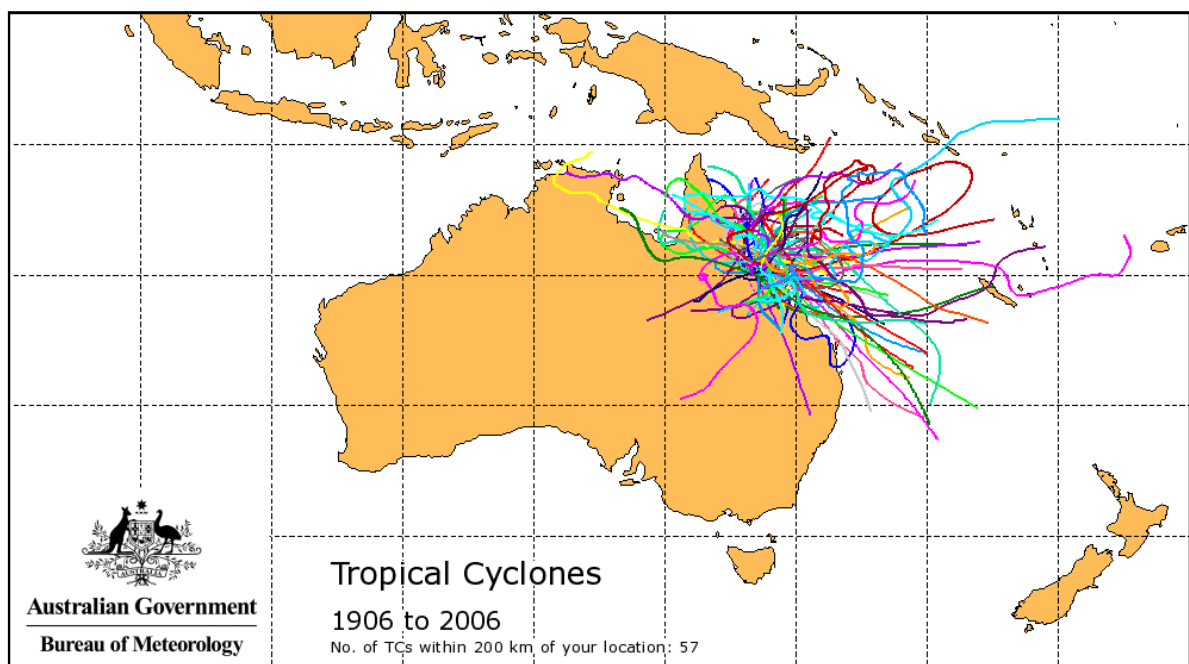 AUSTRALIA
Australian Government
Bureau of Meteorology
Tropical Cyclones
1906 to 2006
No. of TCs within 200 km of your location: 57